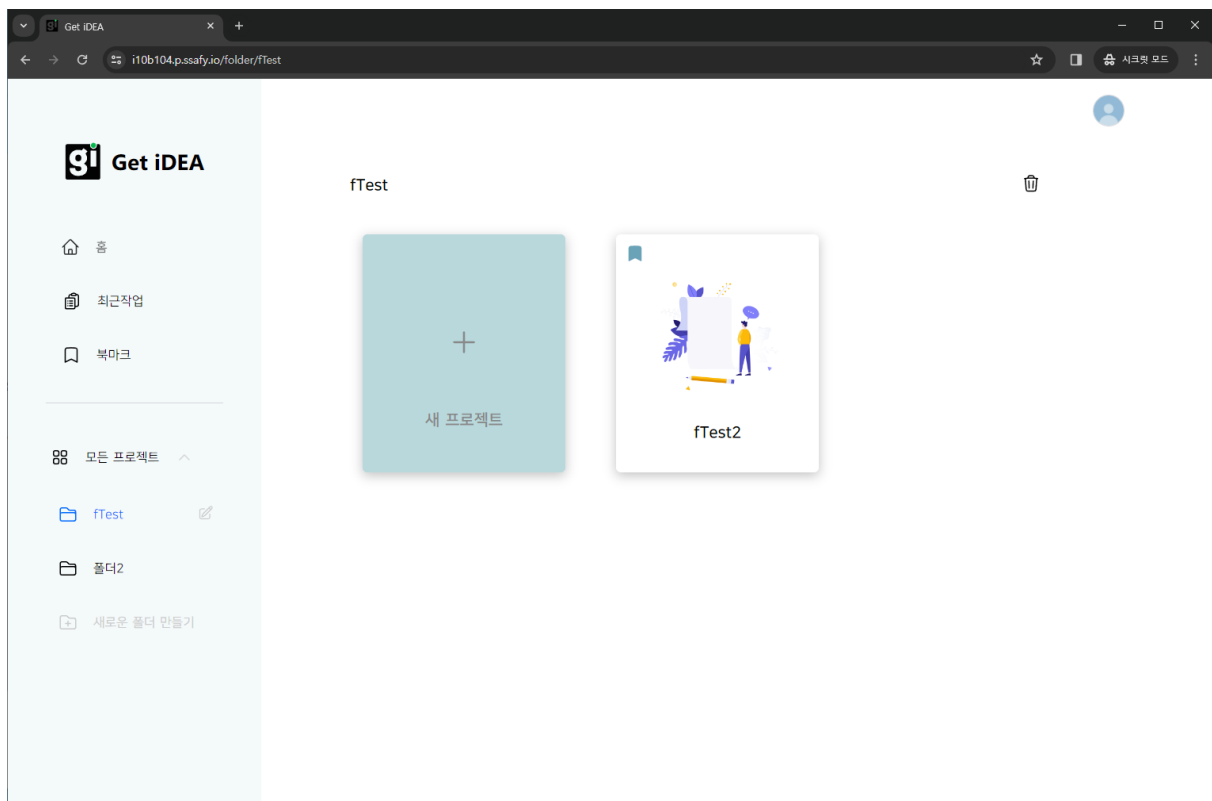 Get iDEA
i10b104.p.ssafy.io/folder/fTest
시크릿 모드
gi Get iDEA
fTest
홈
최근작업
북마크
새 프로젝트
fTest2
모든 프로젝트
fTest
폴더2
새로운 폴더 만들기